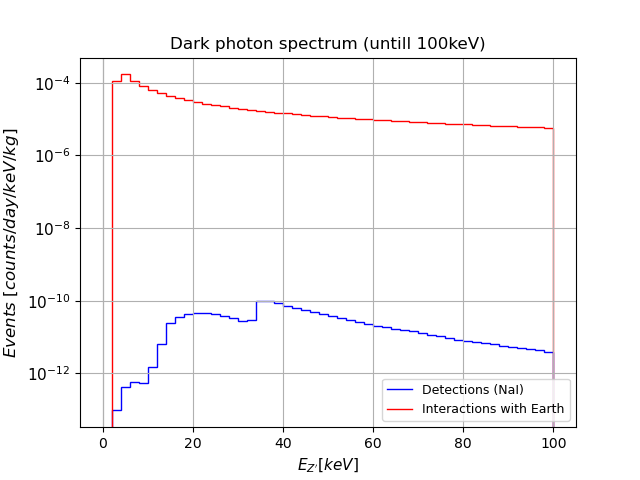 Dark photon spectrum (untill 100keV)
Events [counts/day/keV/kg]
10⁻⁴
10⁻⁶
10⁻⁸
10⁻¹⁰
10⁻¹²
Detections (NaI)
Interactions with Earth
0 20 40 60 80 100
E_{Z'}[keV]